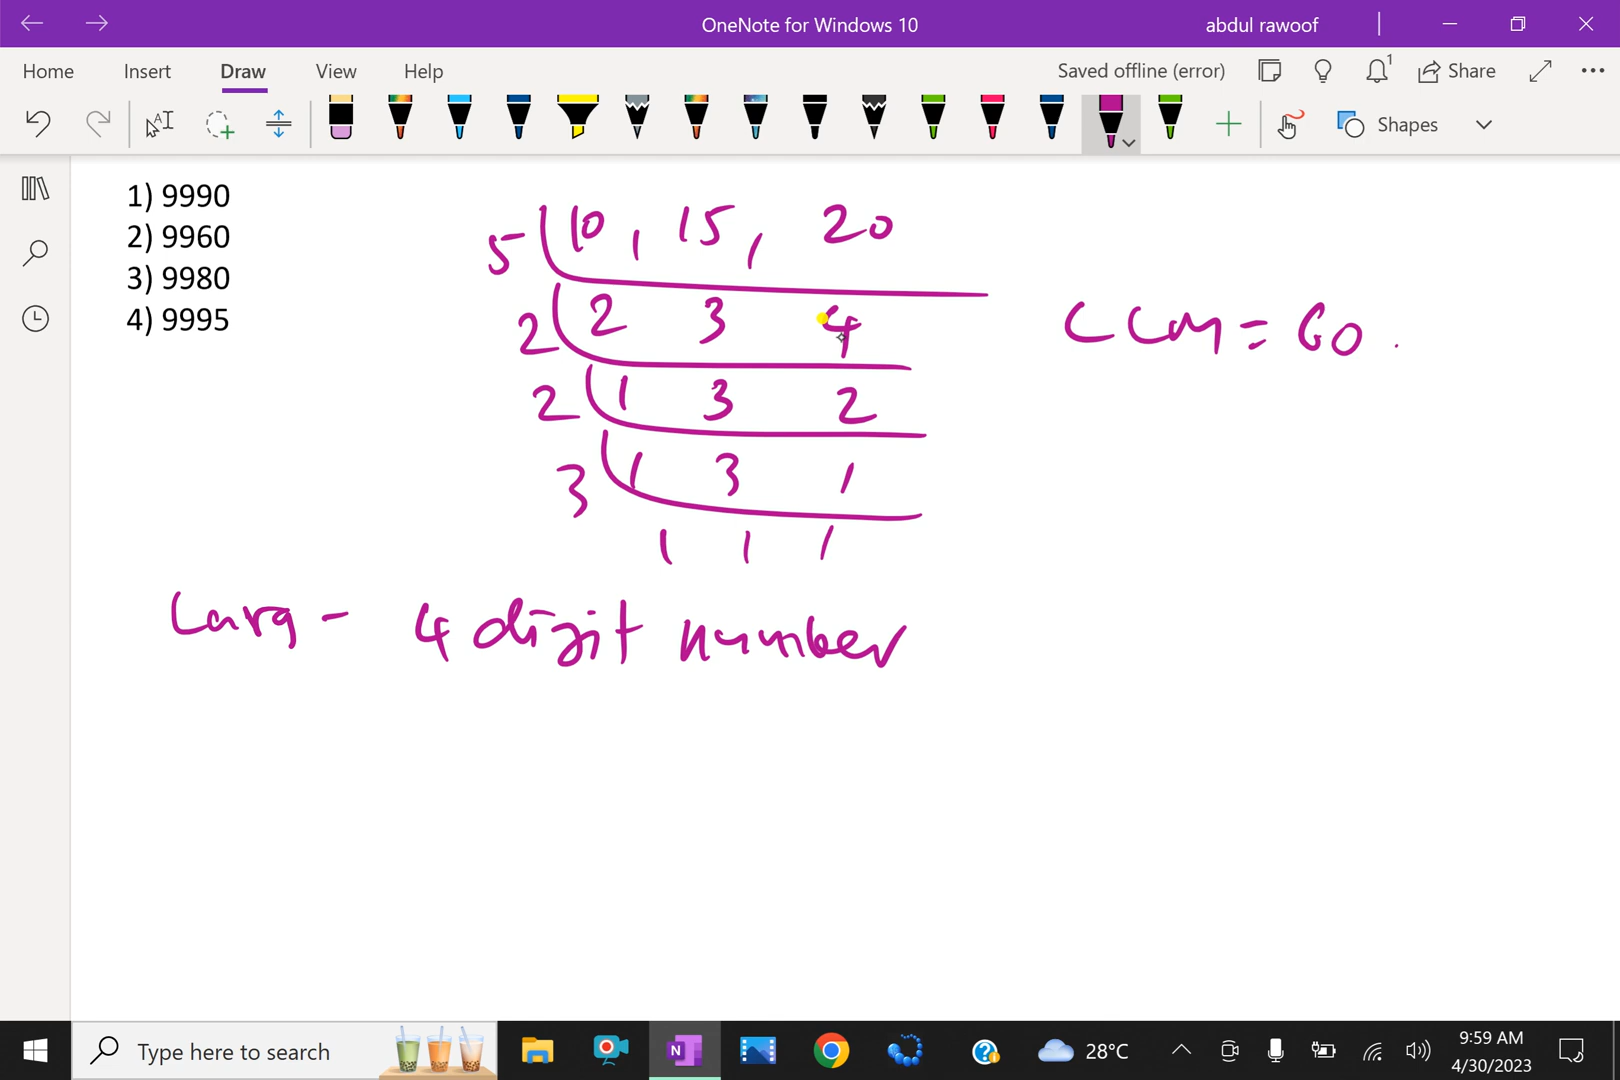 OneNote for Windows 10
abdul rawoof
Home Insert Draw View Help
Saved offline (error)
1
Share
Shapes
1) 9990
2) 9960
3) 9980
4) 9995
5 10, 15, 20
2 2 3 4
LCM = 60.
2 1 3 2
3 1 3 1
1 1 1
Larg - 4 digit number
Type here to search
28°C
9:59 AM
4/30/2023